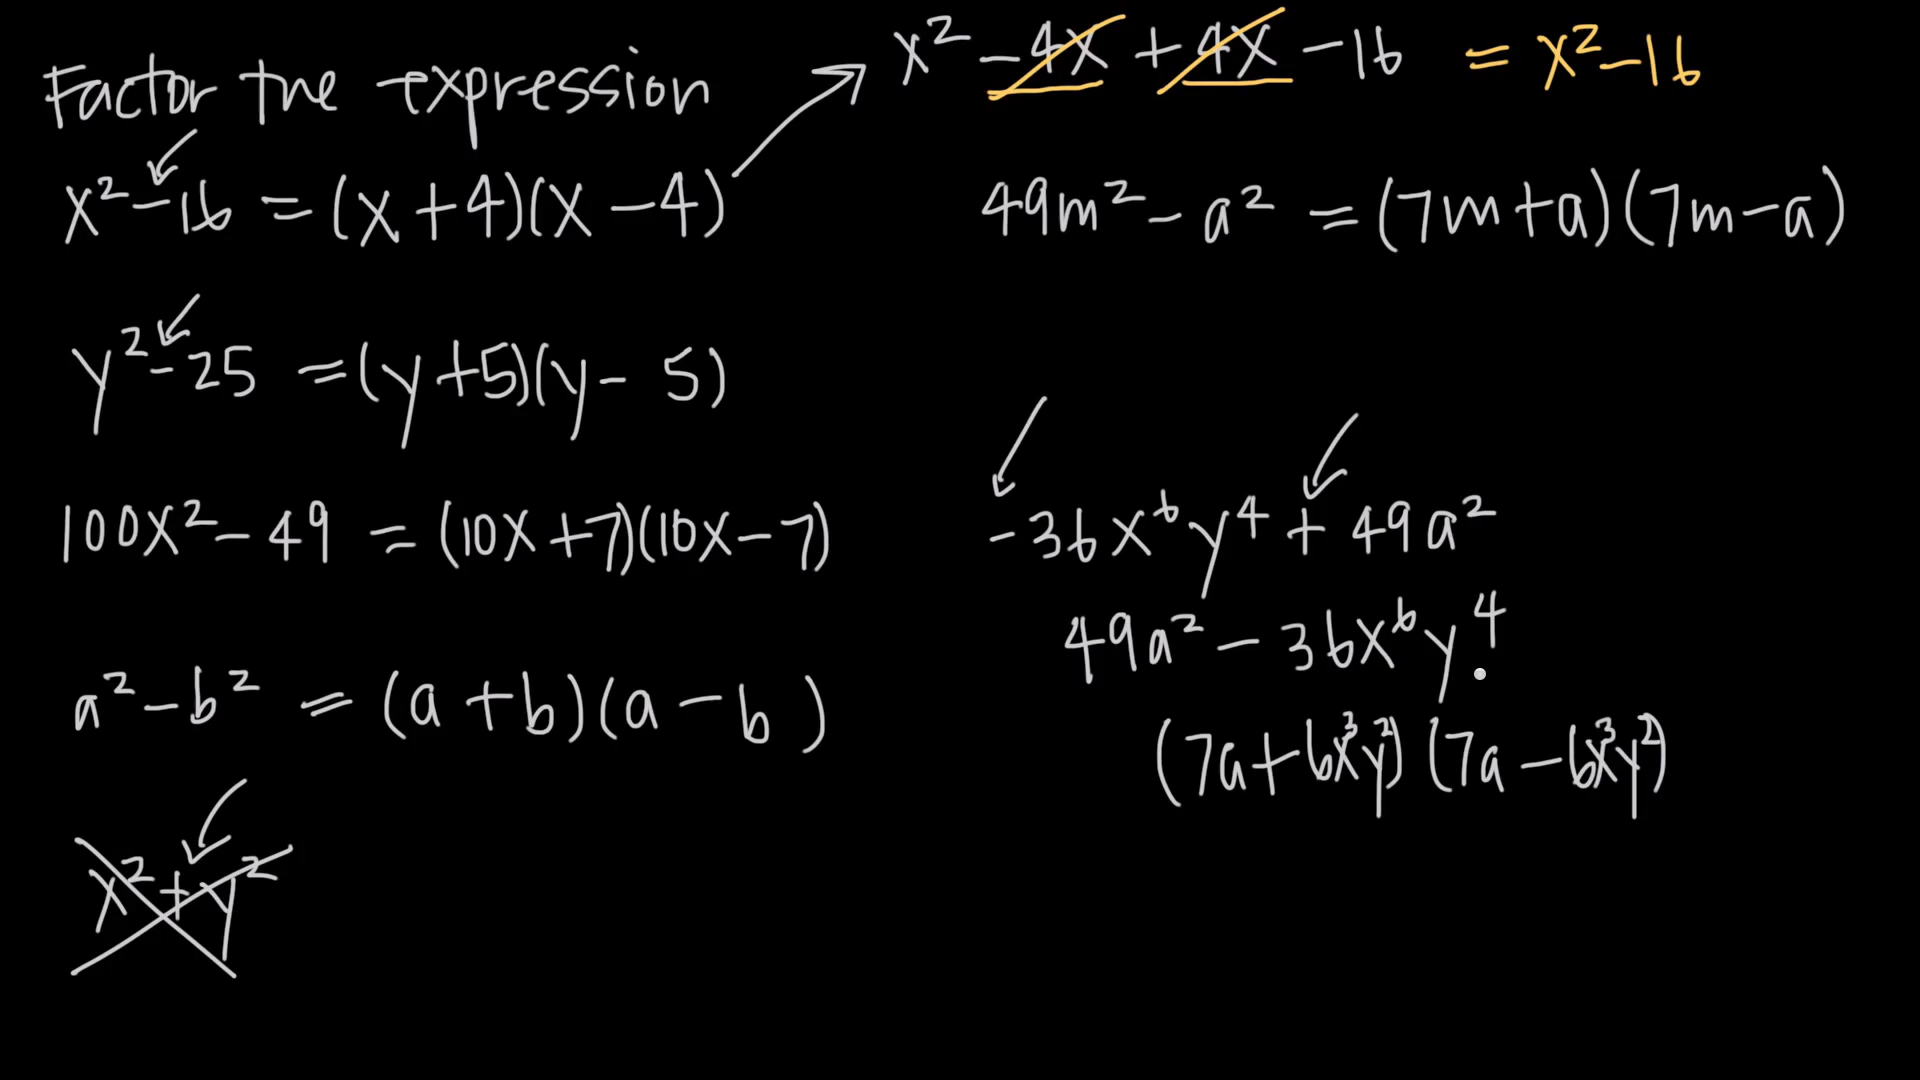 Factor the expression
x² - 16 = (x + 4)(x - 4)
y² - 25 = (y + 5)(y - 5)
100x² - 49 = (10x + 7)(10x - 7)
a² - b² = (a + b)(a - b)
x² + y²
x² - 4x + 4x - 16 = x² - 16
49m² - a² = (7m + a)(7m - a)
-36x⁶y⁴ + 49a²
49a² - 36x⁶y⁴
(7a + 6x³y²)(7a - 6x³y²)